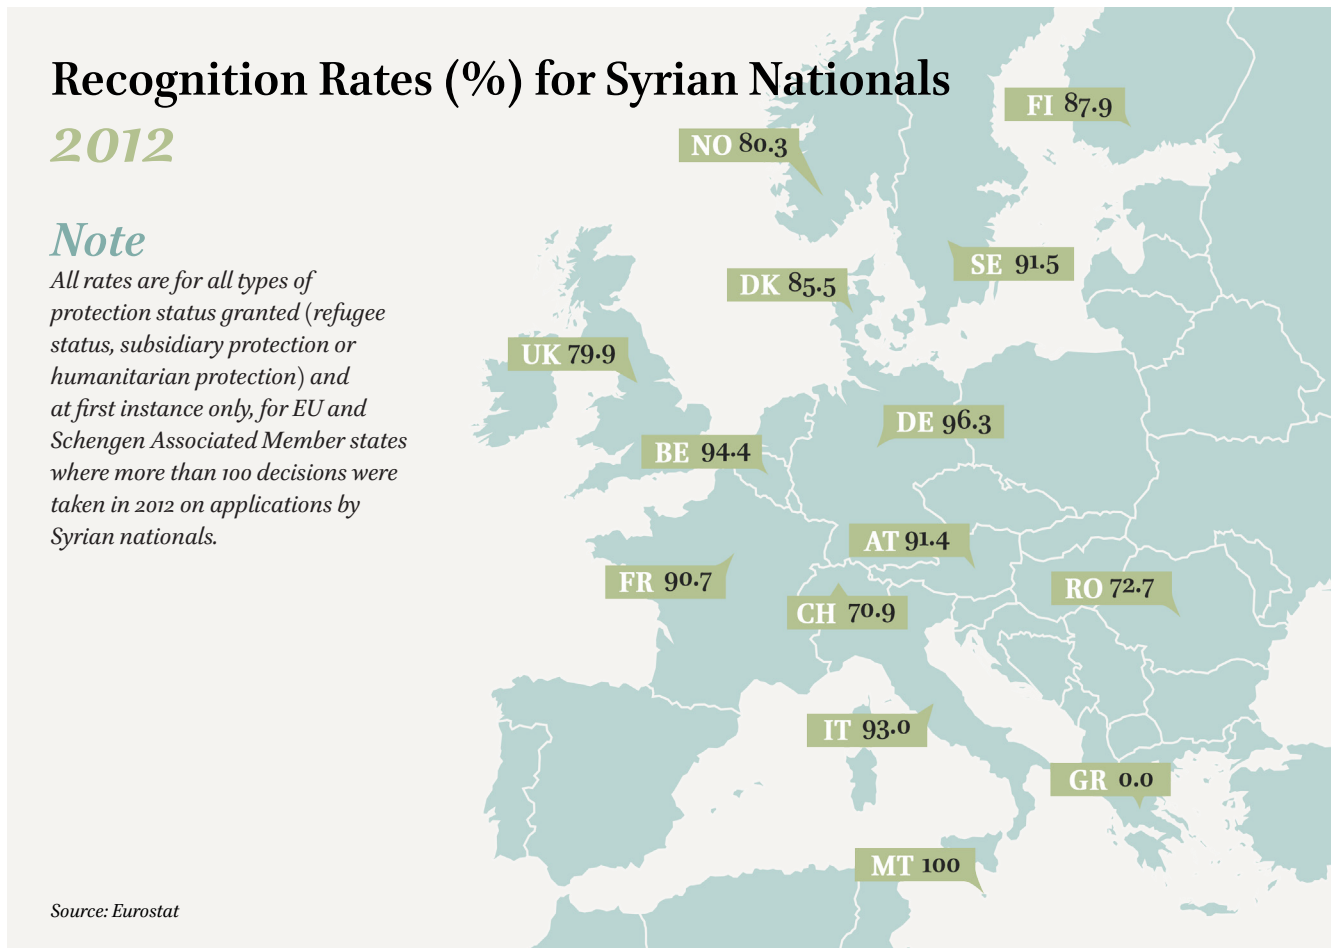 Recognition Rates (%) for Syrian Nationals
2012
Note
All rates are for all types of
protection status granted (refugee
status, subsidiary protection or
humanitarian protection) and
at first instance only, for EU and
Schengen Associated Member states
where more than 100 decisions were
taken in 2012 on applications by
Syrian nationals.
FI 87.9
NO 80.3
SE 91.5
DK 85.5
UK 79.9
DE 96.3
BE 94.4
AT 91.4
FR 90.7
RO 72.7
CH 70.9
IT 93.0
GR 0.0
MT 100
Source: Eurostat